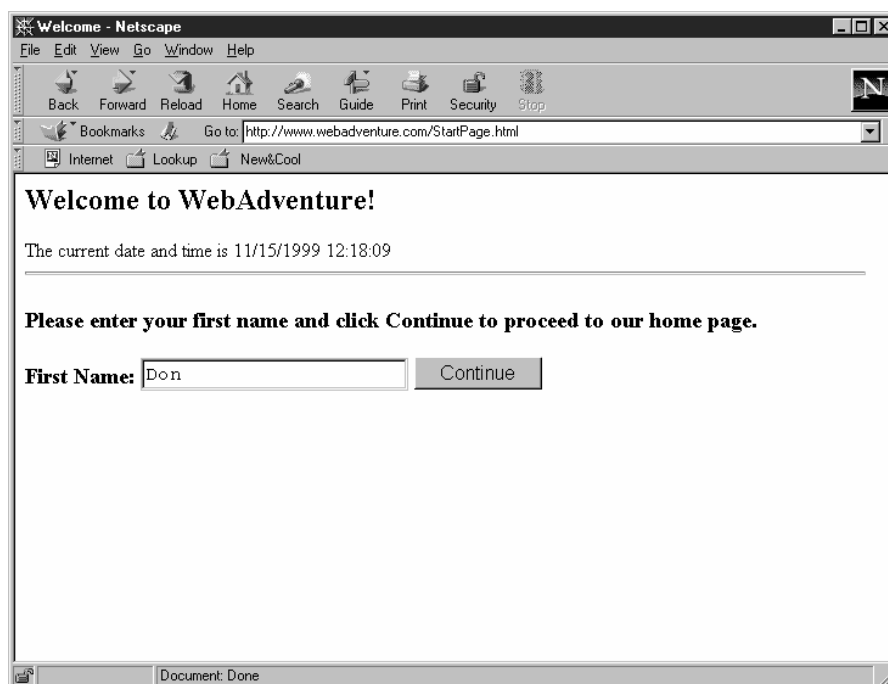 Welcome - Netscape
File Edit View Go Window Help
Back Forward Reload Home Search Guide Print Security Stop
N
Bookmarks Go to: http://www.webadventure.com/StartPage.html
Internet Lookup New&Cool
Welcome to WebAdventure!
The current date and time is 11/15/1999 12:18:09
Please enter your first name and click Continue to proceed to our home page.
First Name: Don Continue
Document: Done